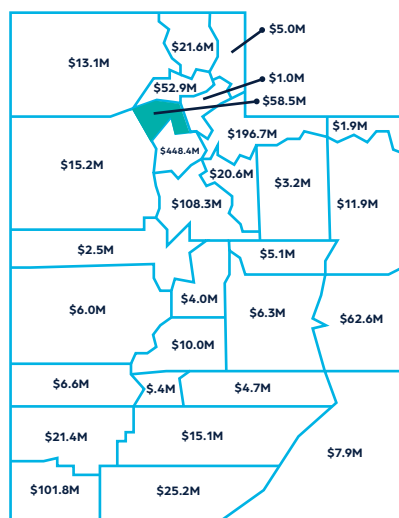 $5.0M
$21.6M
$13.1M
$1.0M
$52.9M
$58.5M
$1.9M
$196.7M
$448.4M
$15.2M
$20.6M
$3.2M
$11.9M
$108.3M
$2.5M
$5.1M
$4.0M
$6.0M
$6.3M
$62.6M
$10.0M
$6.6M
$.4M
$4.7M
$21.4M
$15.1M
$7.9M
$101.8M
$25.2M